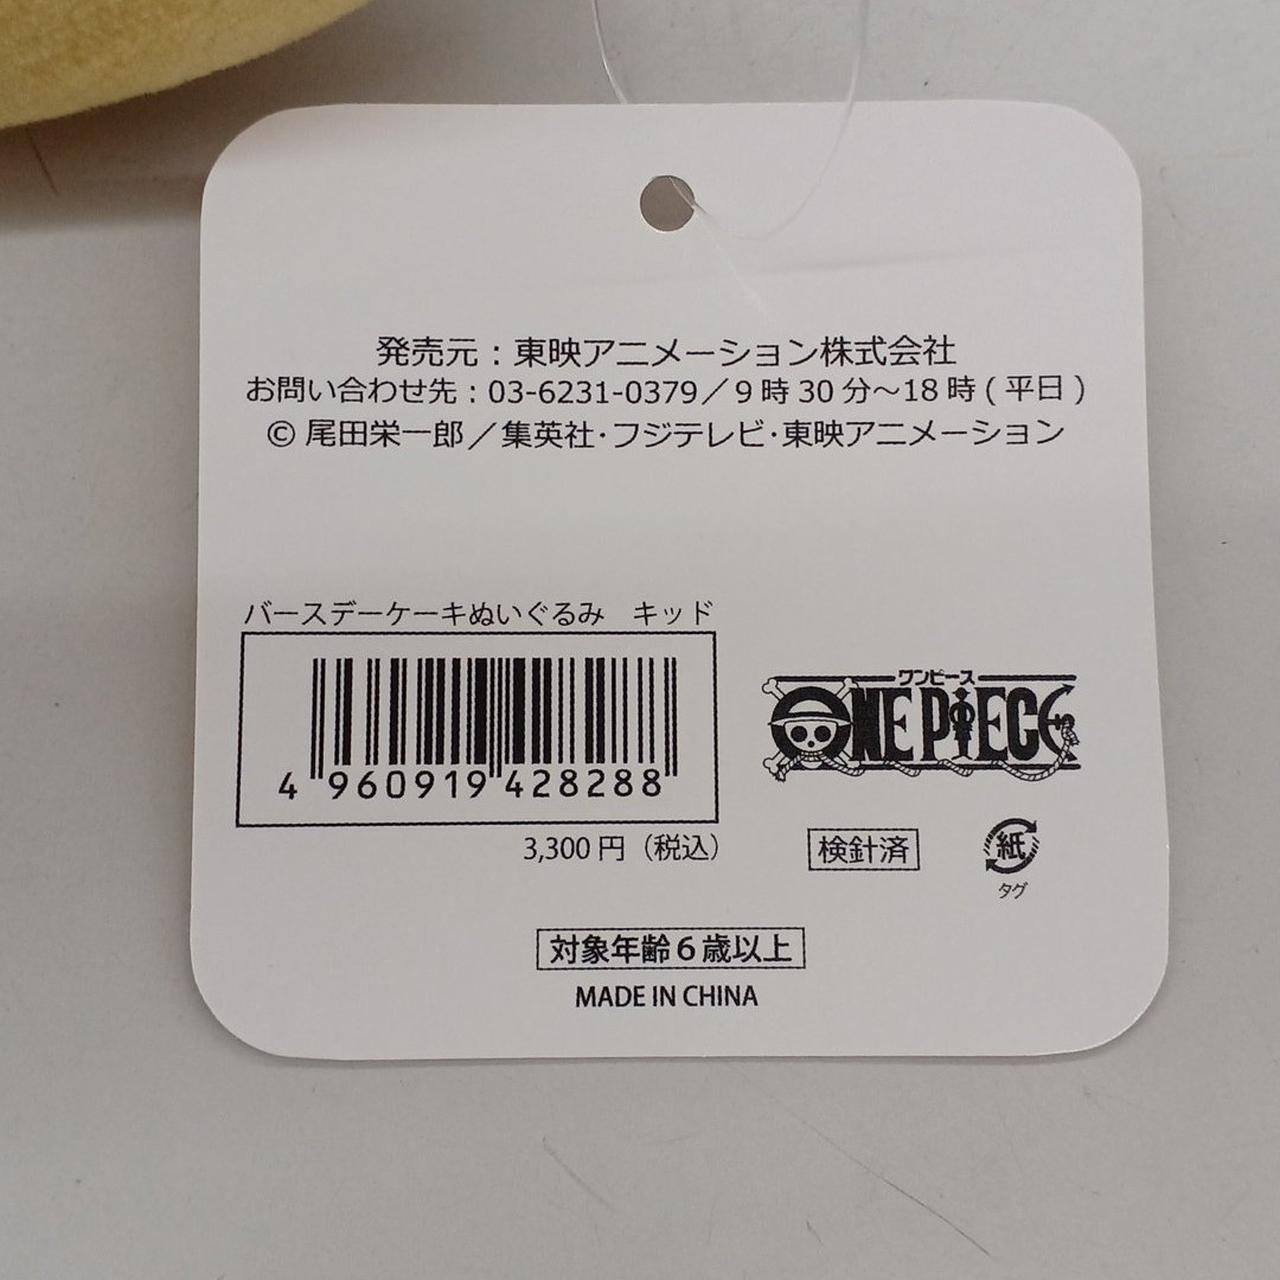 発売元：東映アニメーション株式会社
お問い合わせ先：03-6231-0379／9時30分～18時(平日)
© 尾田栄一郎／集英社・フジテレビ・東映アニメーション
バースデーケーキぬいぐるみ　キッド
4 960919 428288
3,300円（税込）
ワンピース
ONE PIECE
検針済
紙
タグ
対象年齢6歳以上
MADE IN CHINA